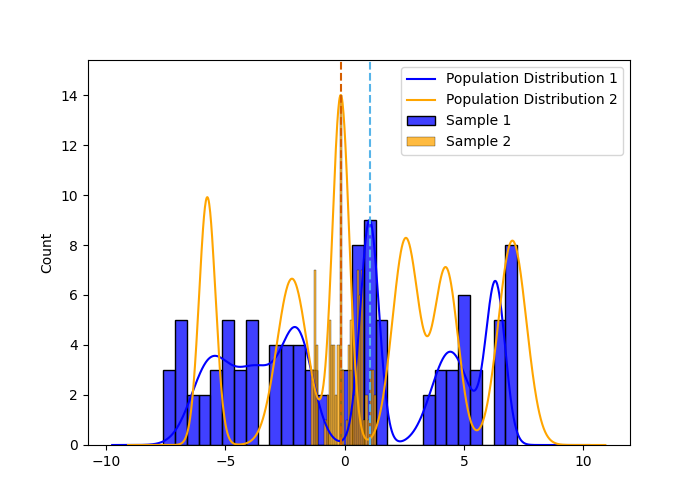 Population Distribution 1
Population Distribution 2
Sample 1
Sample 2
Count
14
12
10
8
6
4
2
0
−10
−5
0
5
10